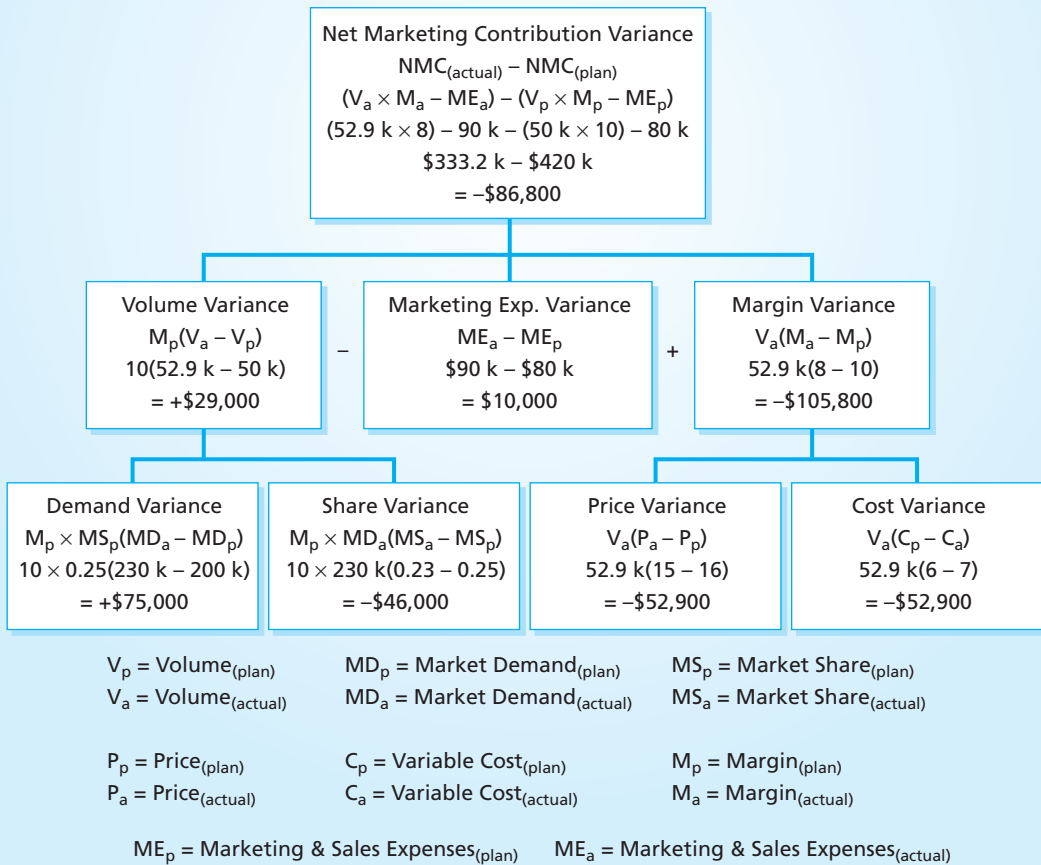 Net Marketing Contribution Variance
NMC(actual) – NMC(plan)
(Va × Ma – MEa) – (Vp × Mp – MEp)
(52.9 k × 8) – 90 k – (50 k × 10) – 80 k
$333.2 k – $420 k
= –$86,800
Volume Variance
Mp(Va – Vp)
10(52.9 k – 50 k)
= +$29,000
–
Marketing Exp. Variance
MEa – MEp
$90 k – $80 k
= $10,000
+
Margin Variance
Va(Ma – Mp)
52.9 k(8 – 10)
= –$105,800
Demand Variance
Mp × MSp(MDa – MDp)
10 × 0.25(230 k – 200 k)
= +$75,000
Share Variance
Mp × MDa(MSa – MSp)
10 × 230 k(0.23 – 0.25)
= –$46,000
Price Variance
Va(Pa – Pp)
52.9 k(15 – 16)
= –$52,900
Cost Variance
Va(Cp – Ca)
52.9 k(6 – 7)
= –$52,900
Vp = Volume(plan) MDp = Market Demand(plan) MSp = Market Share(plan)
Va = Volume(actual) MDa = Market Demand(actual) MSa = Market Share(actual)
Pp = Price(plan) Cp = Variable Cost(plan) Mp = Margin(plan)
Pa = Price(actual) Ca = Variable Cost(actual) Ma = Margin(actual)
MEp = Marketing & Sales Expenses(plan) MEa = Marketing & Sales Expenses(actual)